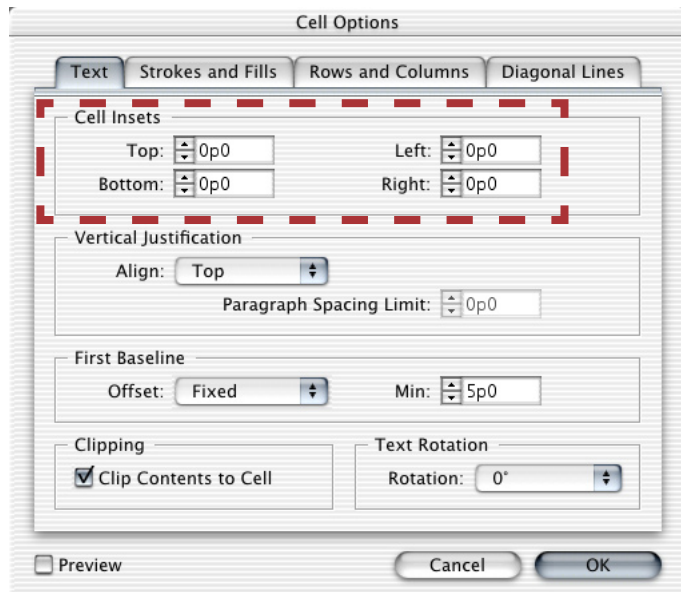 Cell Options
Text Strokes and Fills Rows and Columns Diagonal Lines
Cell Insets
Top: 0p0 Left: 0p0
Bottom: 0p0 Right: 0p0
Vertical Justification
Align: Top
Paragraph Spacing Limit: 0p0
First Baseline
Offset: Fixed Min: 5p0
Clipping Text Rotation
Clip Contents to Cell Rotation: 0°
Preview Cancel OK